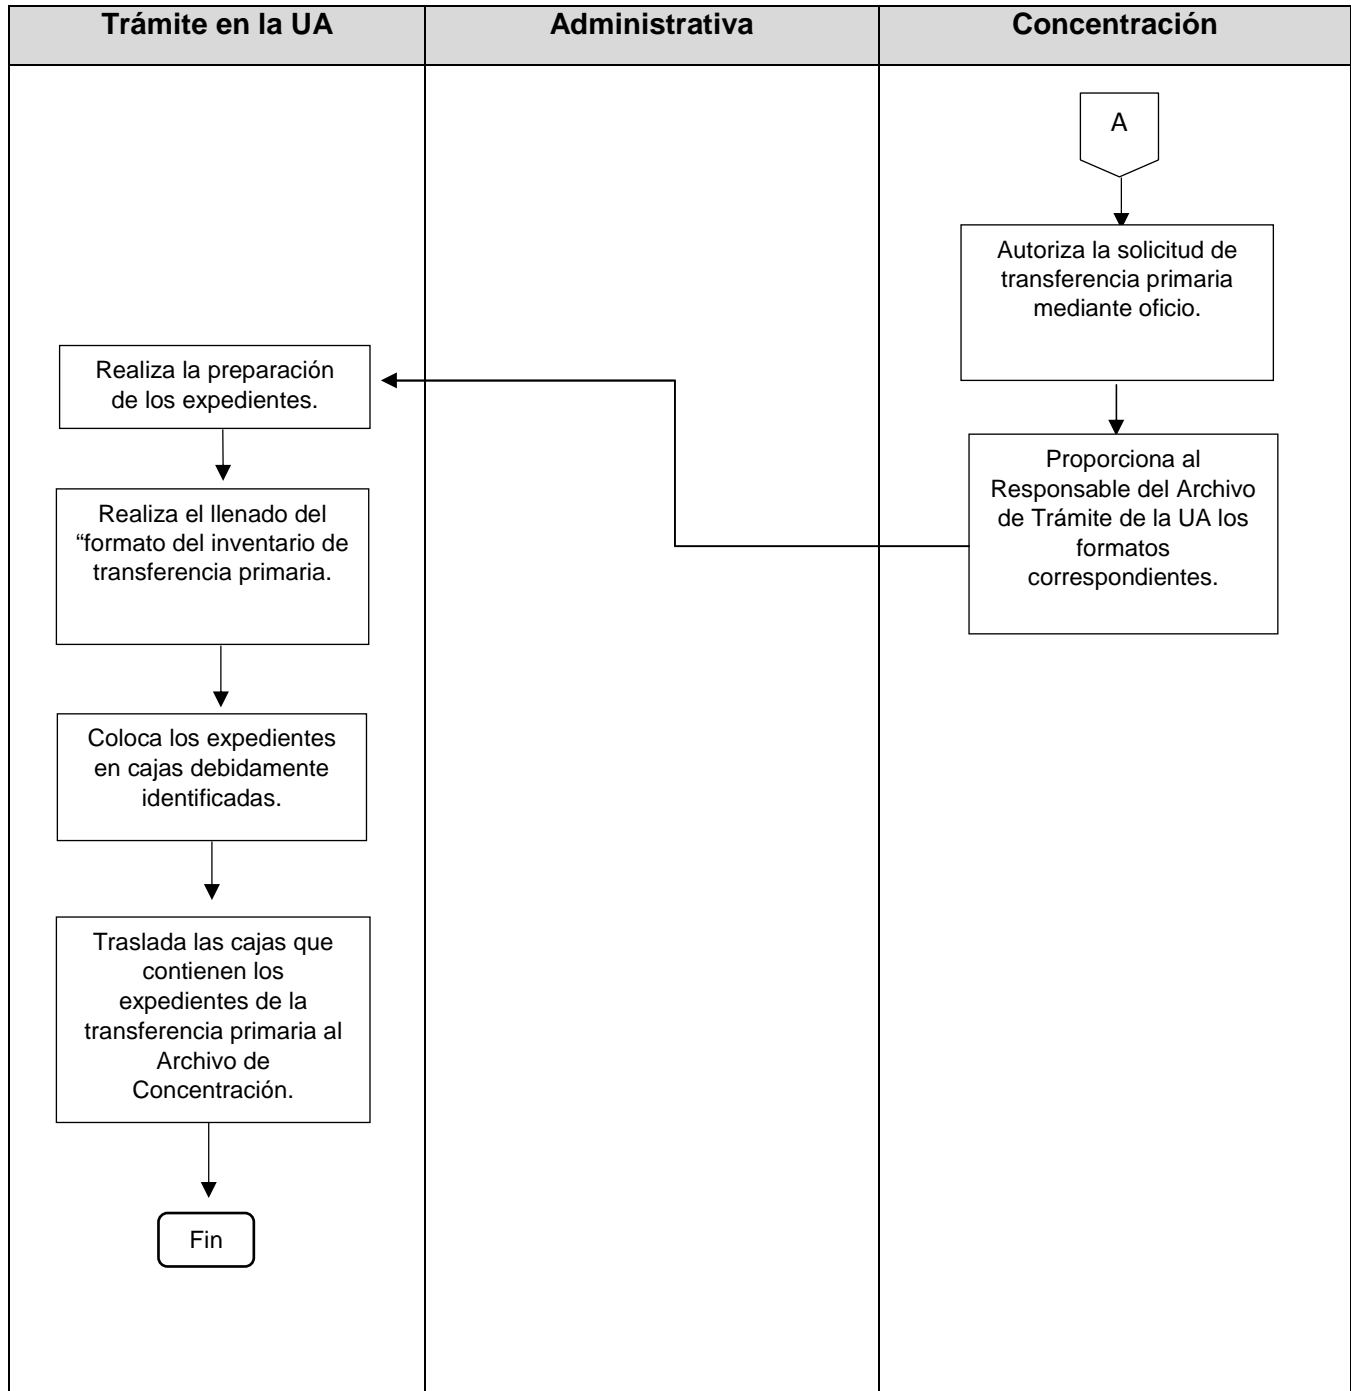 Trámite en la UA
Administrativa
Concentración
A
Autoriza la solicitud de
transferencia primaria
mediante oficio.
Proporciona al
Responsable del Archivo
de Trámite de la UA los
formatos
correspondientes.
Realiza la preparación
de los expedientes.
Realiza el llenado del
“formato del inventario de
transferencia primaria.
Coloca los expedientes
en cajas debidamente
identificadas.
Traslada las cajas que
contienen los
expedientes de la
transferencia primaria al
Archivo de
Concentración.
Fin